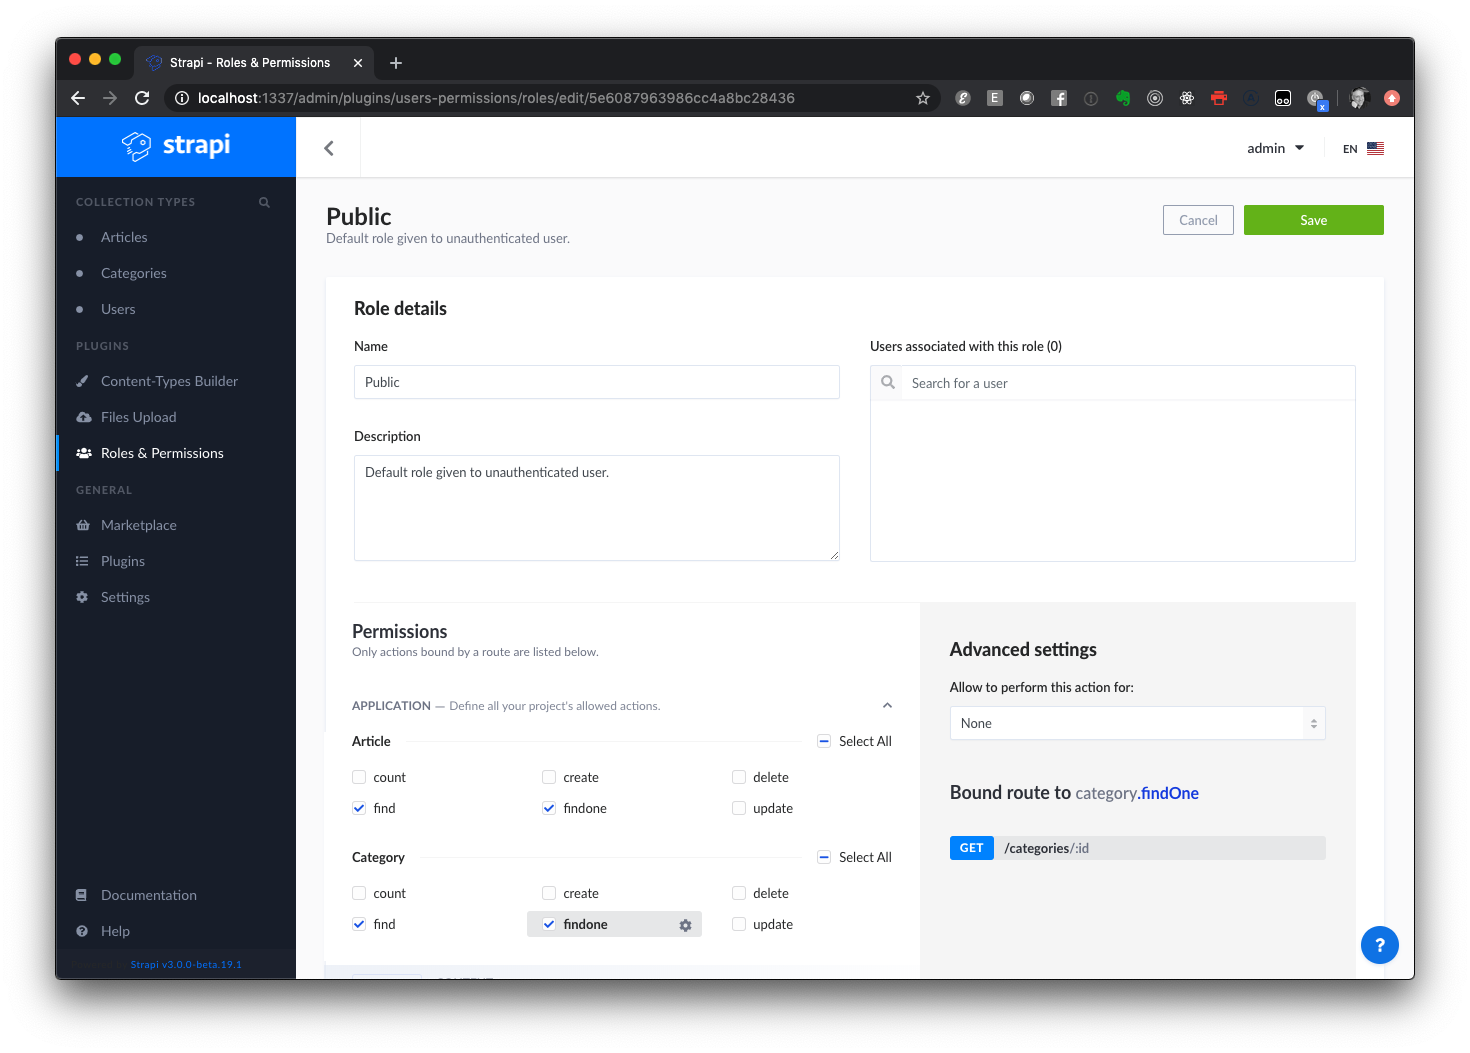 Strapi - Roles & Permissions
localhost:1337/admin/plugins/users-permissions/roles/edit/5e6087963986cc4a8bc28436
strapi
admin
EN
COLLECTION TYPES
Articles
Categories
Users
PLUGINS
Content-Types Builder
Files Upload
Roles & Permissions
GENERAL
Marketplace
Plugins
Settings
Documentation
Help
Strapi v3.0.0-beta.19.1
Public
Default role given to unauthenticated user.
Cancel
Save
Role details
Name
Public
Description
Default role given to unauthenticated user.
Users associated with this role (0)
Search for a user
Permissions
Only actions bound by a route are listed below.
APPLICATION — Define all your project's allowed actions.
Article
Select All
count create delete
find findone update
Category
Select All
count create delete
find findone update
Advanced settings
Allow to perform this action for:
None
Bound route to category.findOne
GET /categories/:id
?